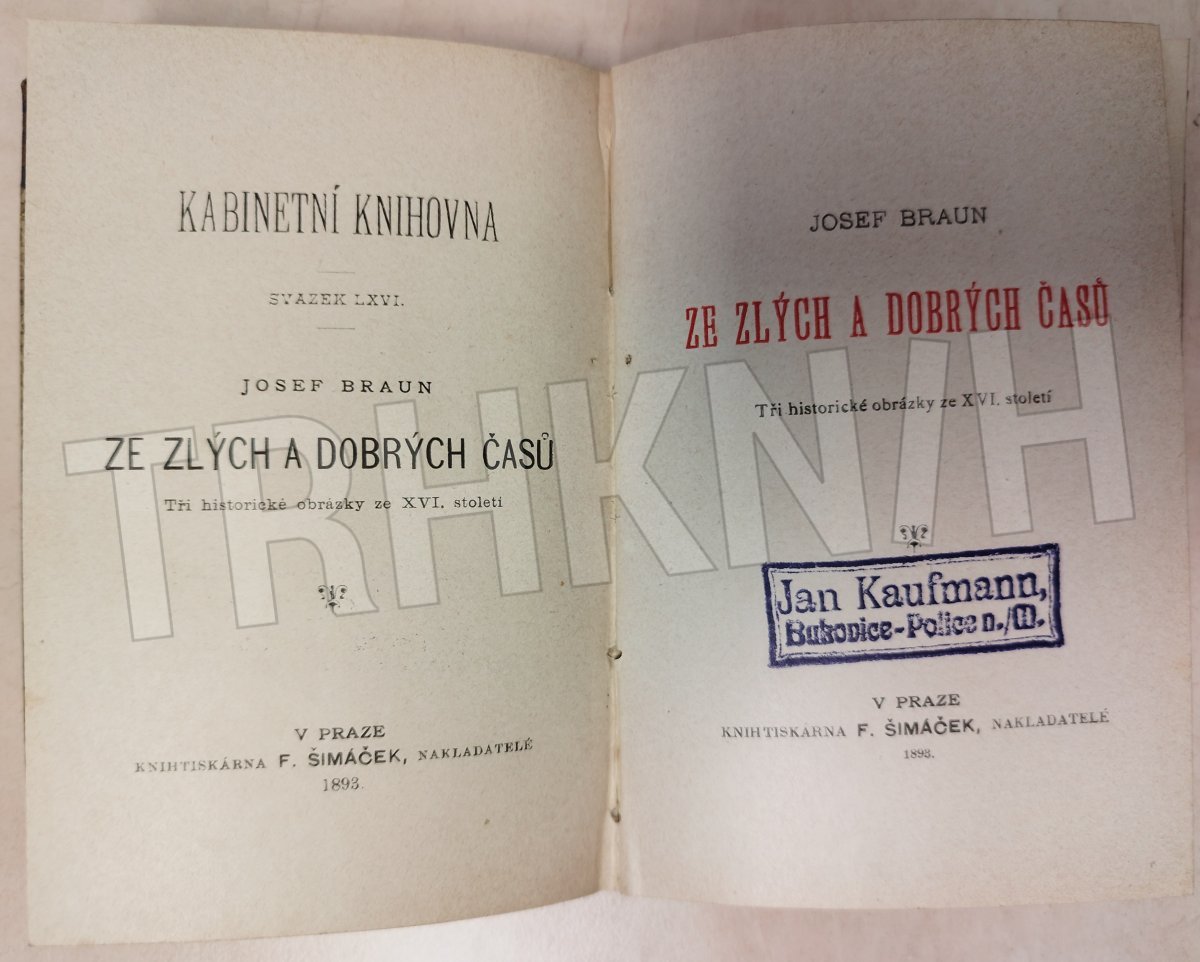 KABINETNÍ KNIHOVNA
SVAZEK LXVI.
JOSEF BRAUN
ZE ZLÝCH A DOBRÝCH ČASŮ
Tři historické obrázky ze XVI. století
V PRAZE
KNIHTISKÁRNA F. ŠIMÁČEK, NAKLADATELÉ
1893.
JOSEF BRAUN
ZE ZLÝCH A DOBRÝCH ČASŮ
Tři historické obrázky ze XVI. století
Jan Kaufmann,
Bukovice-Police n./M.
V PRAZE
KNIHTISKÁRNA F. ŠIMÁČEK, NAKLADATELÉ
1893.
TRHKNIH